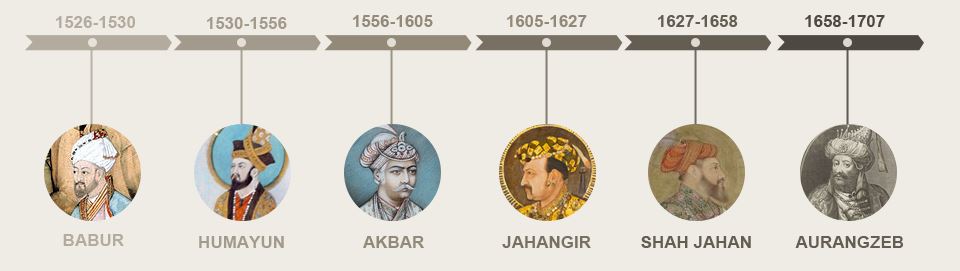 1526-1530
1530-1556
1556-1605
1605-1627
1627-1658
1658-1707
BABUR
HUMAYUN
AKBAR
JAHANGIR
SHAH JAHAN
AURANGZEB